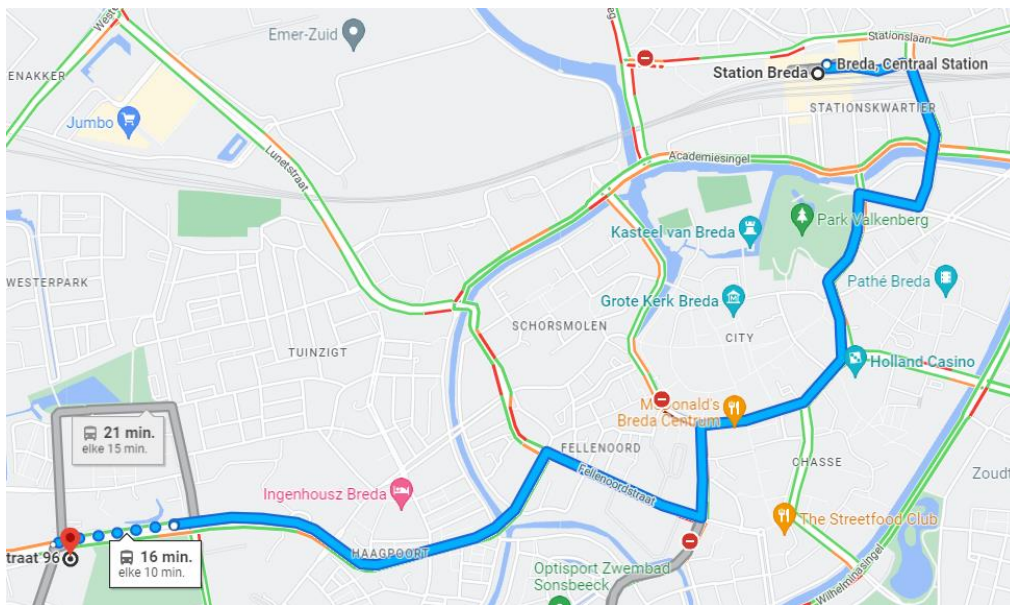 Emer-Zuid
Stationslaan
Station Breda
Breda, Centraal Station
ENAKKER
STATIONSKWARTIER
Jumbo
Lunetstraat
Academiesingel
Park Valkenberg
Kasteel van Breda
WESTERPARK
Pathé Breda
Grote Kerk Breda
SCHORSMOLEN
CITY
TUINZIGT
Holland Casino
McDonald's
Breda Centrum
21 min.
elke 15 min.
FELLENOORD
CHASSE
Zoudt
Fellenoordstraat
Ingenhousz Breda
The Streetfood Club
traat 96
16 min.
elke 10 min.
HAAGPOORT
Optisport Zwembad
Sonsbeeck
Wilhelminasingel